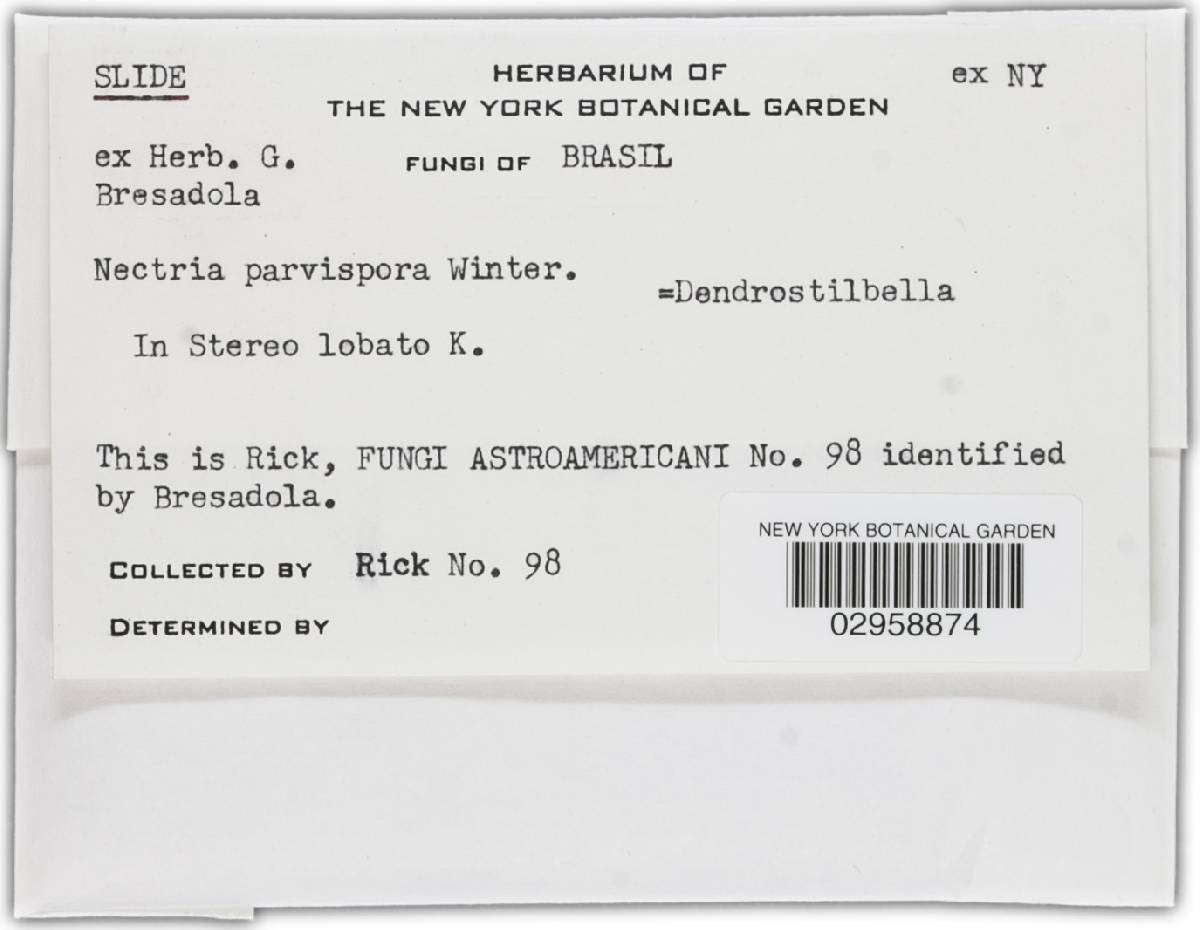 SLIDE
HERBARIUM OF
ex NY
THE NEW YORK BOTANICAL GARDEN
ex Herb. G.
Bresadola
FUNGI OF BRASIL
Nectria parvispora Winter.
=Dendrostilbella
In Stereo lobato K.
This is Rick, FUNGI ASTROAMERICANI No. 98 identified
by Bresadola.
COLLECTED BY Rick No. 98
DETERMINED BY
NEW YORK BOTANICAL GARDEN
02958874